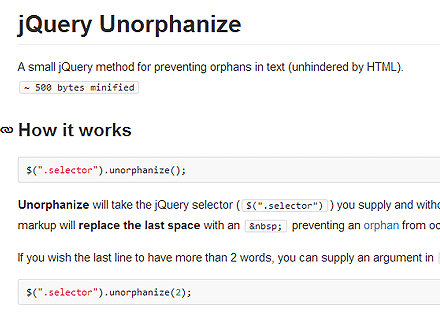 jQuery Unorphanize
A small jQuery method for preventing orphans in text (unhindered by HTML).
~ 500 bytes minified
How it works
$(".selector").unorphanize();
Unorphanize will take the jQuery selector ( $(".selector") ) you supply and witho
markup will replace the last space with an &nbsp; preventing an orphan from oc
If you wish the last line to have more than 2 words, you can supply an argument in
$(".selector").unorphanize(2);